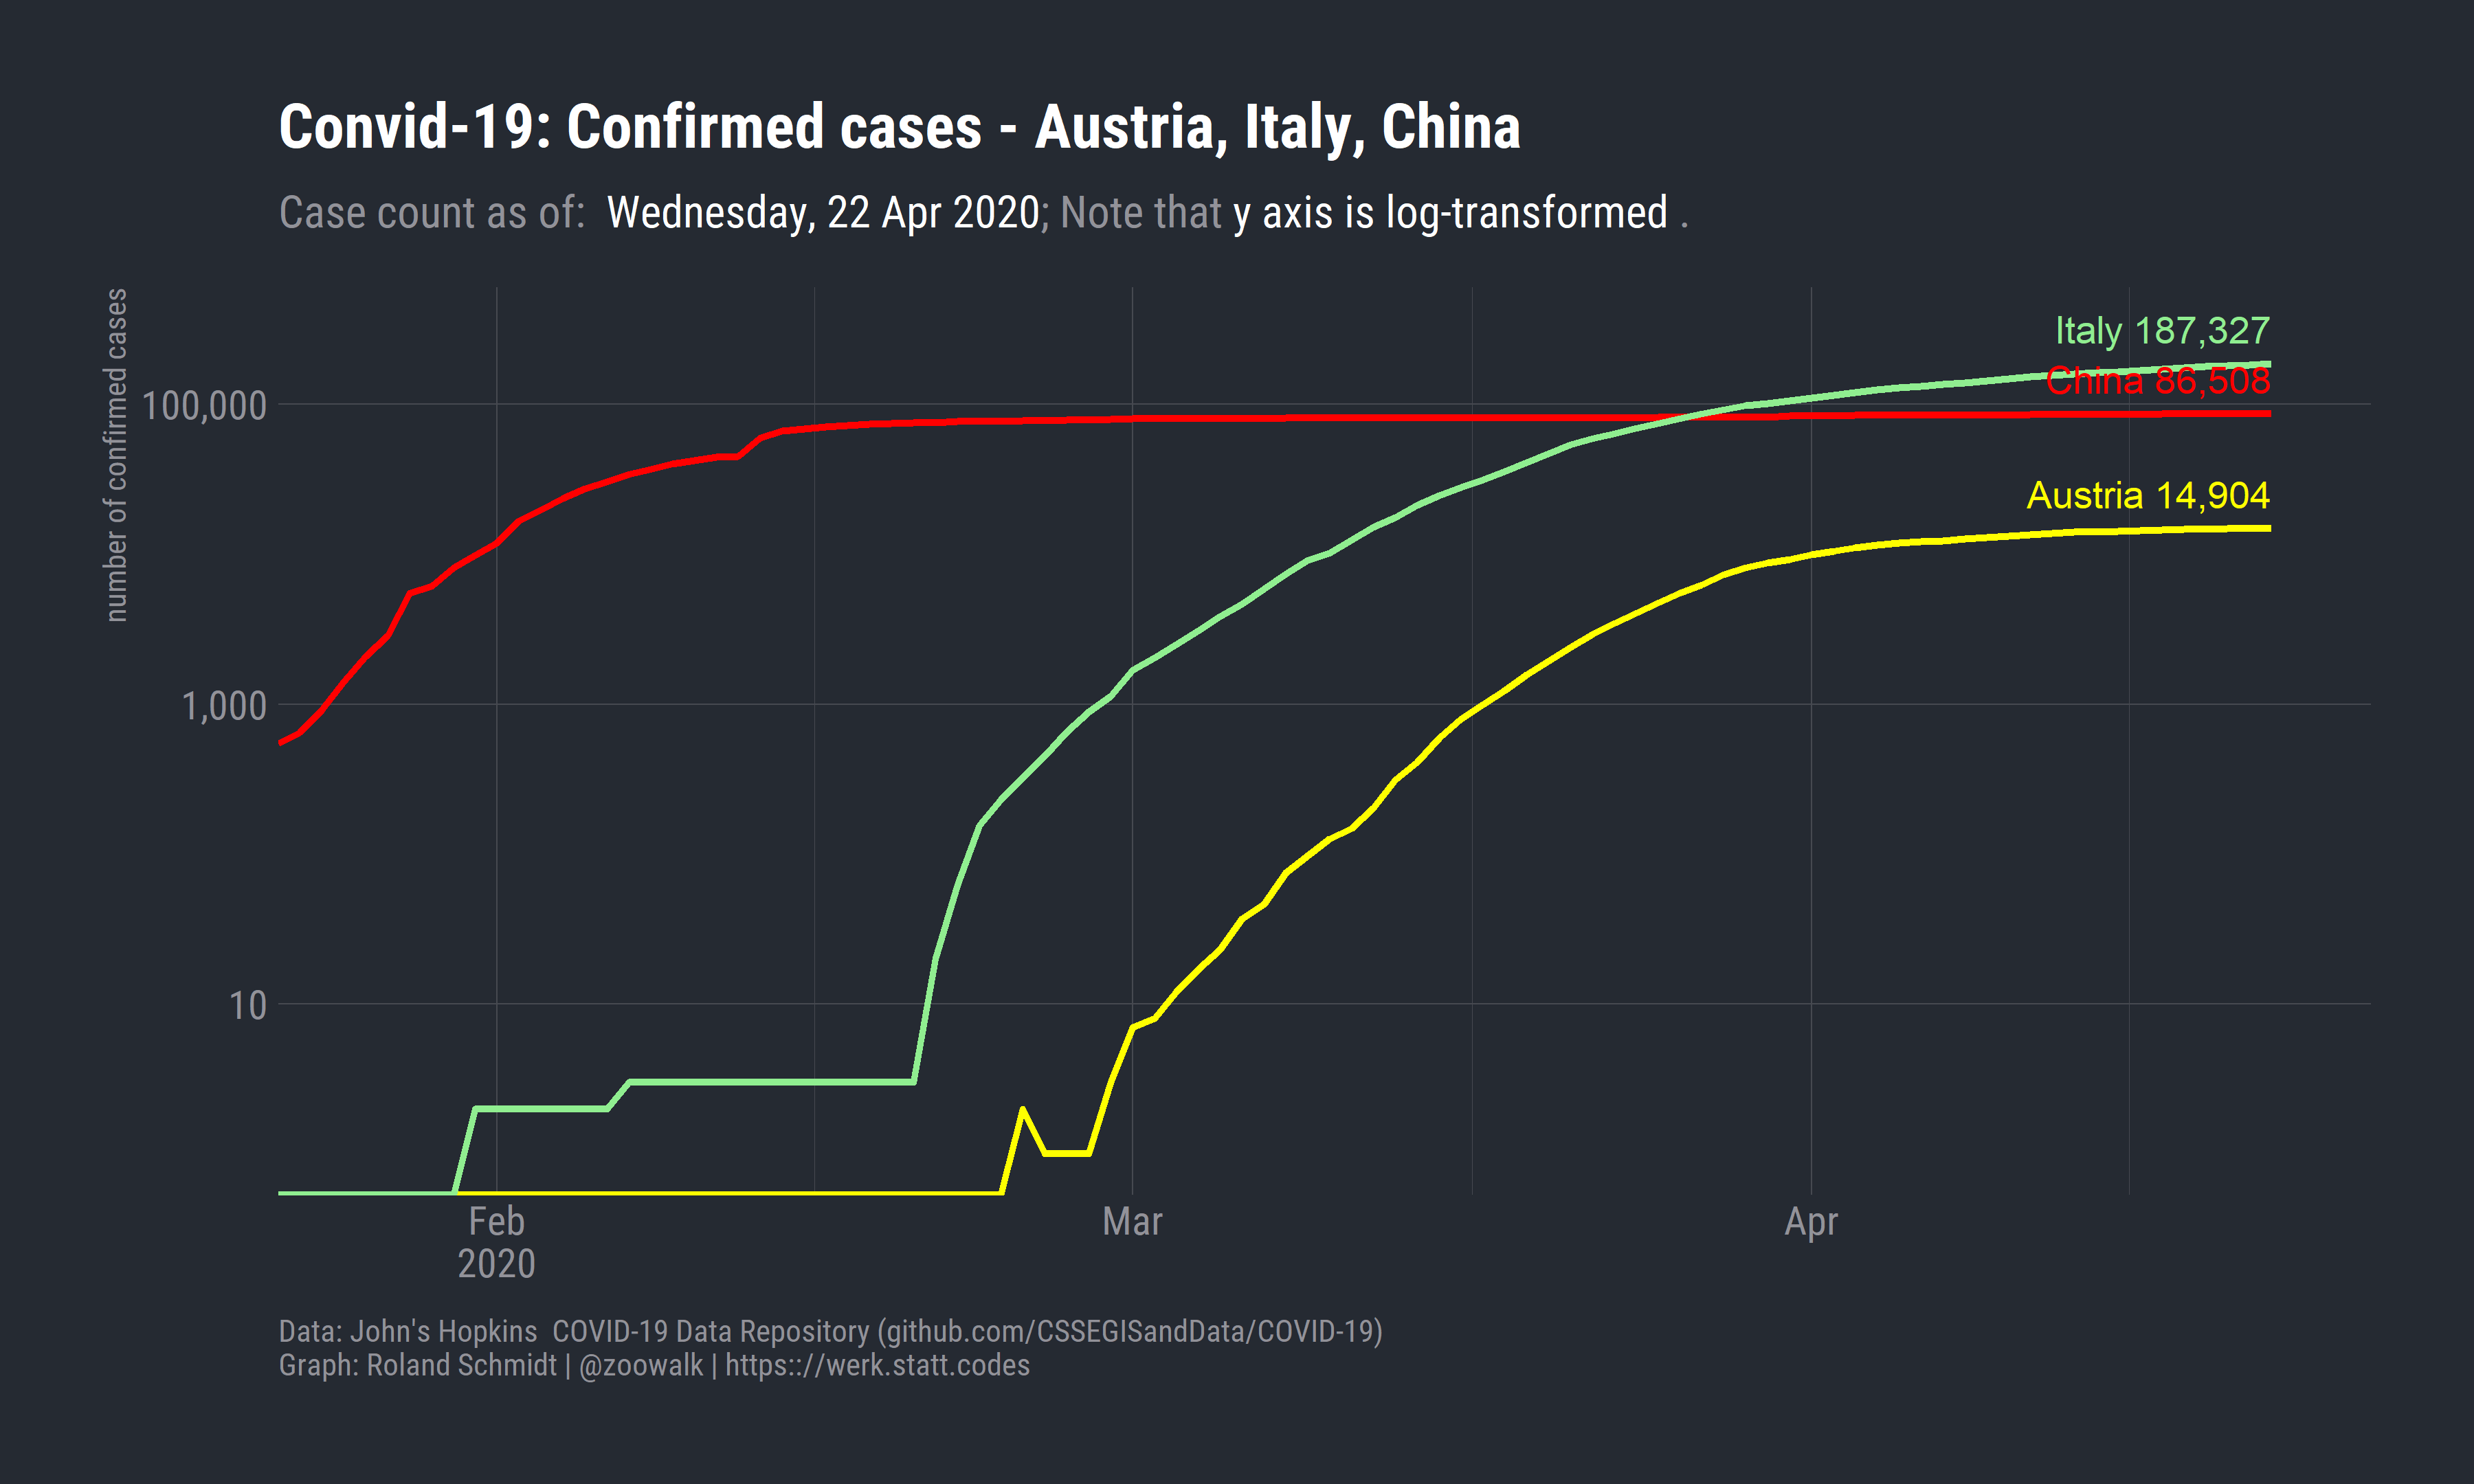 Convid-19: Confirmed cases - Austria, Italy, China
Case count as of: Wednesday, 22 Apr 2020; Note that y axis is log-transformed .
number of confirmed cases
100,000
1,000
10
Italy 187,327
China 86,508
Austria 14,904
Feb
2020
Mar
Apr
Data: John's Hopkins COVID-19 Data Repository (github.com/CSSEGISandData/COVID-19)
Graph: Roland Schmidt | @zoowalk | https:://werk.statt.codes